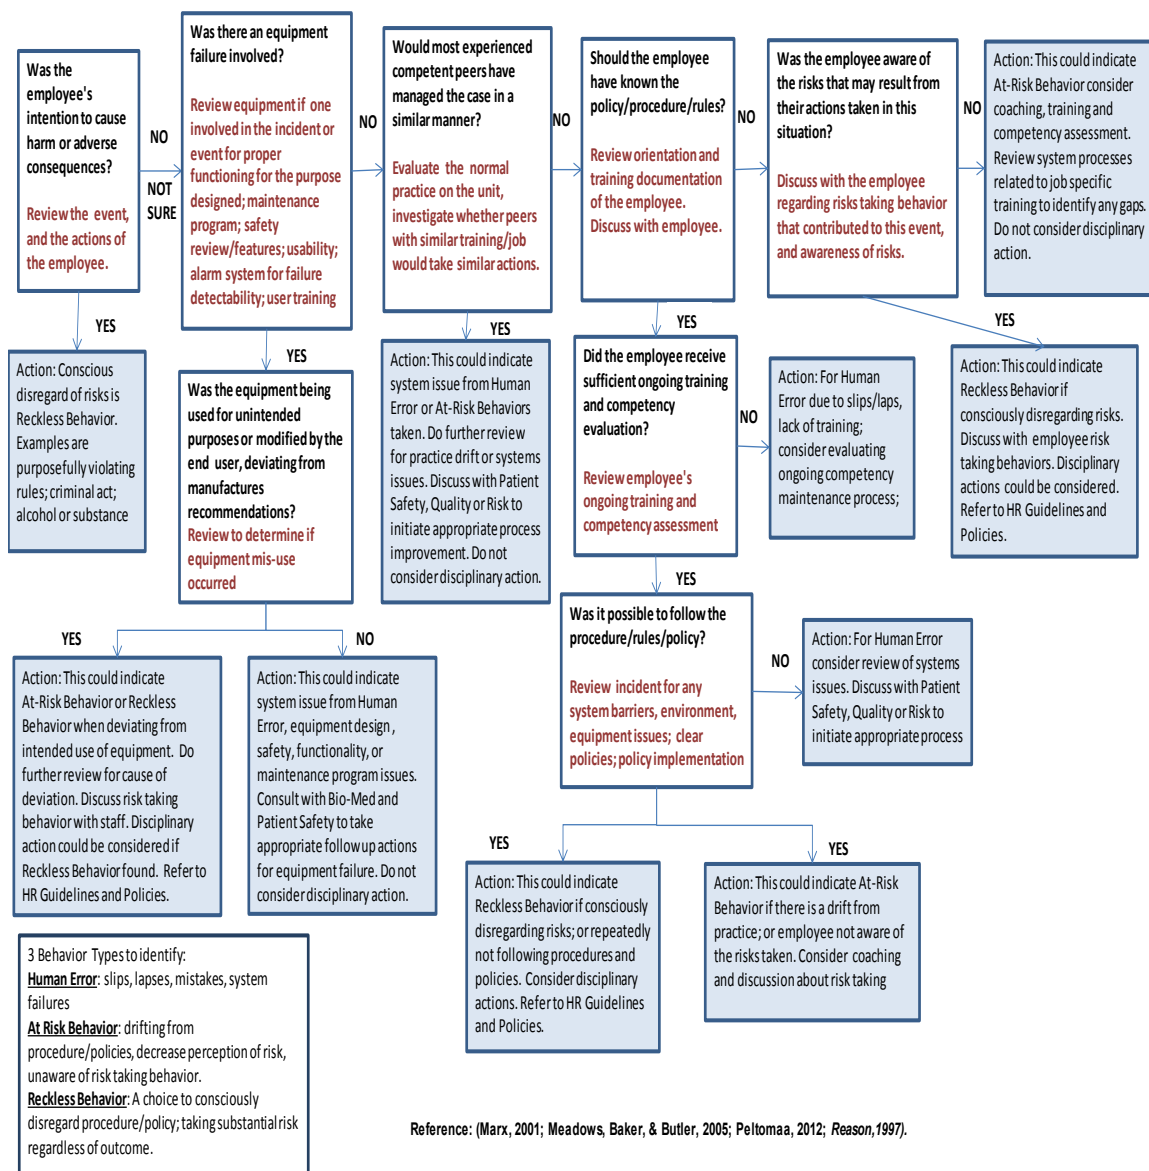 Was the
employee's
intention to cause
harm or adverse
consequences?
Review the event,
and the actions of
the employee.
NO
NOT
SURE
Was there an equipment
failure involved?
Review equipment if one
involved in the incident or
event for proper
functioning for the purpose
designed; maintenance
program; safety
review/features; usability;
alarm system for failure
detectability; user training
NO
Would most experienced
competent peers have
managed the case in a
similar manner?
Evaluate the normal
practice on the unit,
investigate whether peers
with similar training/job
would take similar actions.
NO
Should the employee
have known the
policy/procedure/rules?
Review orientation and
training documentation
of the employee.
Discuss with employee.
NO
Was the employee aware of
the risks that may result from
their actions taken in this
situation?
Discuss with the employee
regarding risks taking behavior
that contributed to this event,
and awareness of risks.
NO
Action: This could indicate
At-Risk Behavior consider
coaching, training and
competency assessment.
Review system processes
related to job specific
training to identify any gaps.
Do not consider disciplinary
action.
YES
Action: Conscious
disregard of risks is
Reckless Behavior.
Examples are
purposefully violating
rules; criminal act;
alcohol or substance
YES
Was the equipment being
used for unintended
purposes or modified by the
end user, deviating from
manufactures
recommendations?
Review to determine if
equipment mis-use
occurred
YES
Action: This could indicate
system issue from Human
Error or At-Risk Behaviors
taken. Do further review
for practice drift or systems
issues. Discuss with Patient
Safety, Quality or Risk to
initiate appropriate process
improvement. Do not
consider disciplinary action.
YES
Did the employee receive
sufficient ongoing training
and competency
evaluation?
Review employee's
ongoing training and
competency assessment
NO
Action: For Human
Error due to slips/laps,
lack of training;
consider evaluating
ongoing competency
maintenance process;
YES
Action: This could indicate
Reckless Behavior if
consciously disregarding risks.
Discuss with employee risk
taking behaviors. Disciplinary
actions could be considered.
Refer to HR Guidelines and
Policies.
YES
Was it possible to follow the
procedure/rules/policy?
Review incident for any
system barriers, environment,
equipment issues; clear
policies; policy implementation
NO
Action: For Human Error
consider review of systems
issues. Discuss with Patient
Safety, Quality or Risk to
initiate appropriate process
YES
Action: This could indicate
At-Risk Behavior or Reckless
Behavior when deviating from
intended use of equipment. Do
further review for cause of
deviation. Discuss risk taking
behavior with staff. Disciplinary
action could be considered if
Reckless Behavior found. Refer to
HR Guidelines and Policies.
NO
Action: This could indicate
system issue from Human
Error, equipment design ,
safety, functionality, or
maintenance program issues.
Consult with Bio-Med and
Patient Safety to take
appropriate follow up actions
for equipment failure. Do not
consider disciplinary action.
YES
Action: This could indicate
Reckless Behavior if consciously
disregarding risks; or repeatedly
not following procedures and
policies. Consider disciplinary
actions. Refer to HR Guidelines
and Policies.
YES
Action: This could indicate At-Risk
Behavior if there is a drift from
practice; or employee not aware of
the risks taken. Consider coaching
and discussion about risk taking
3 Behavior Types to identify:
Human Error: slips, lapses, mistakes, system
failures
At Risk Behavior: drifting from
procedure/policies, decrease perception of risk,
unaware of risk taking behavior.
Reckless Behavior: A choice to consciously
disregard procedure/policy; taking substantial risk
regardless of outcome.
Reference: (Marx, 2001; Meadows, Baker, & Butler, 2005; Peltomaa, 2012; Reason,1997).